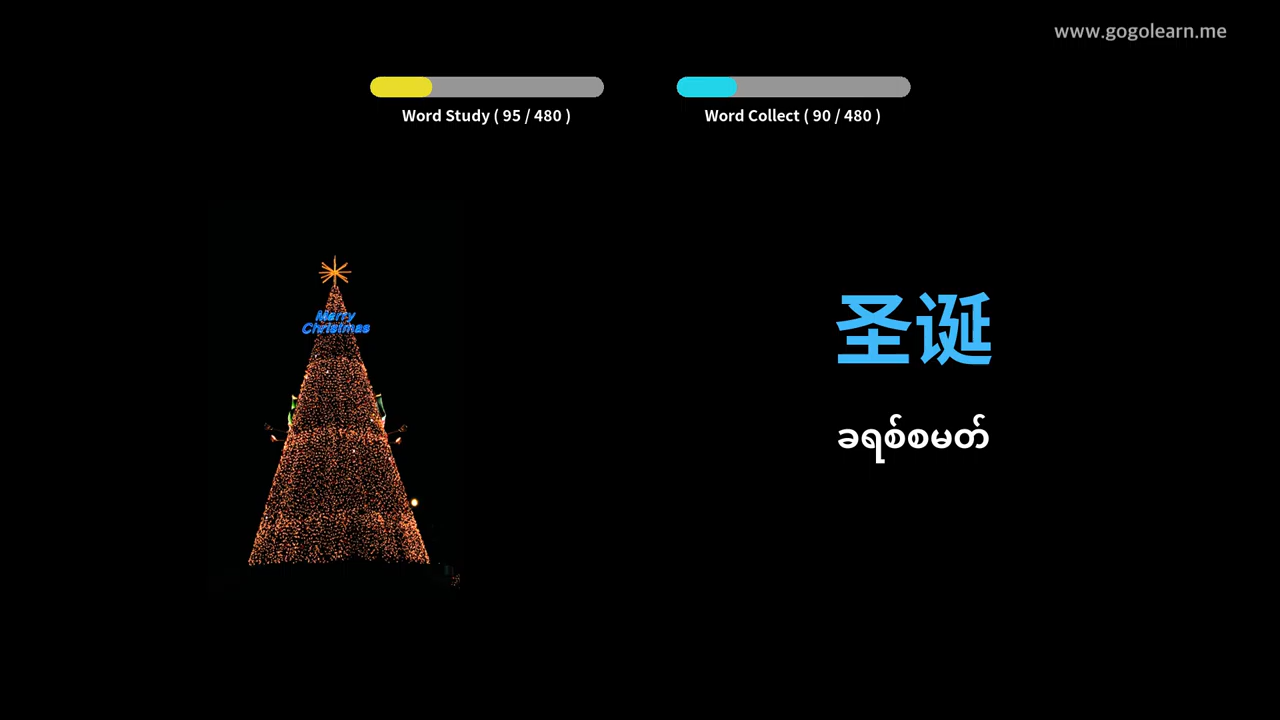 www.gogolearn.me
Word Study ( 95 / 480 )
Word Collect ( 90 / 480 )
Merry
Christmas
圣诞
ခရစ်စမတ်